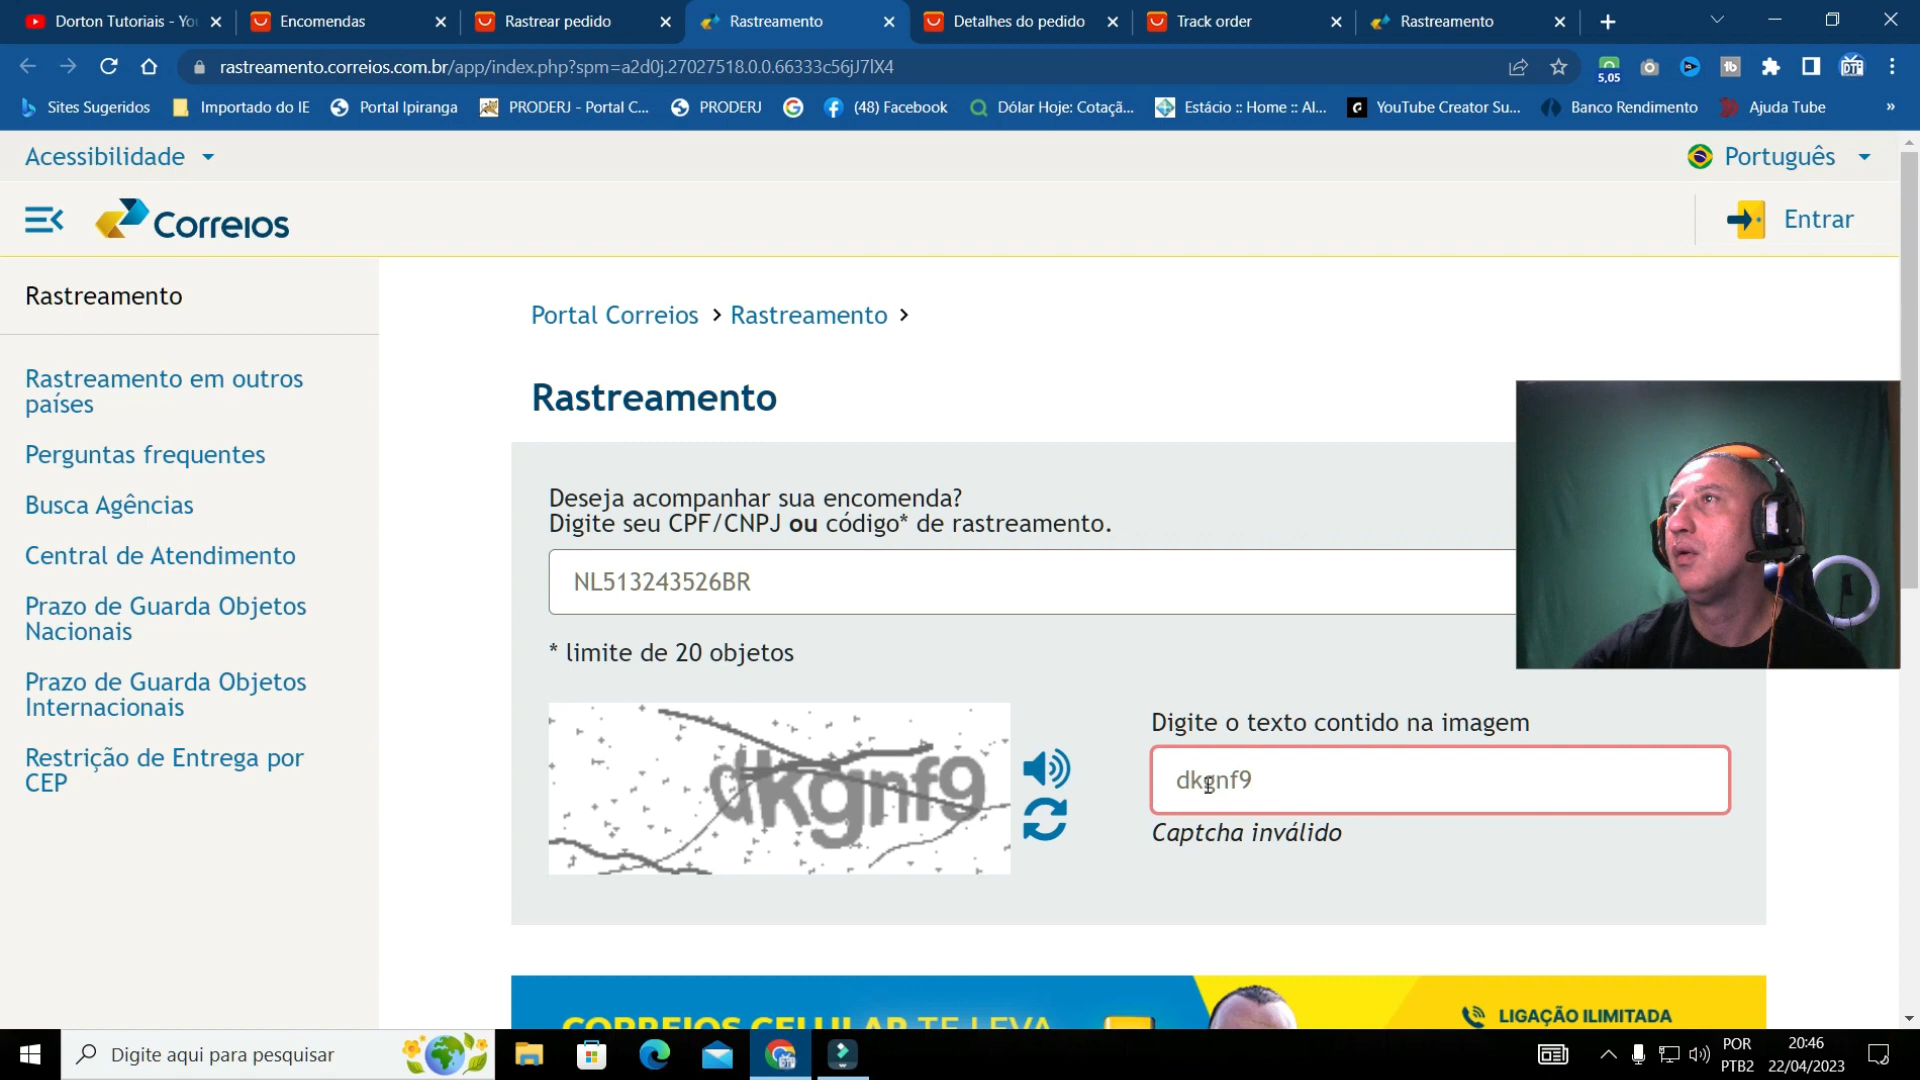 Dorton Tutoriais - Yo
Encomendas
Rastrear pedido
Rastreamento
Detalhes do pedido
Track order
Rastreamento
rastreamento.correios.com.br/app/index.php?spm=a2d0j.27027518.0.0.66333c56jJ7lX4
5,05
Sites Sugeridos
Importado do IE
Portal Ipiranga
PRODERJ - Portal C...
PRODERJ
(48) Facebook
Dólar Hoje: Cotaçã...
Estácio :: Home :: Al...
YouTube Creator Su...
Banco Rendimento
Ajuda Tube
»
Acessibilidade
Português
Correios
Entrar
Rastreamento
Rastreamento em outros
países
Perguntas frequentes
Busca Agências
Central de Atendimento
Prazo de Guarda Objetos
Nacionais
Prazo de Guarda Objetos
Internacionais
Restrição de Entrega por
CEP
Portal Correios > Rastreamento >
Rastreamento
Deseja acompanhar sua encomenda?
Digite seu CPF/CNPJ ou código* de rastreamento.
NL513243526BR
* limite de 20 objetos
dkgnf9
Digite o texto contido na imagem
dkgnf9
Captcha inválido
CORREIOS CELULAR TE LEVA
LIGAÇÃO ILIMITADA
Digite aqui para pesquisar
POR
PTB2
20:46
22/04/2023